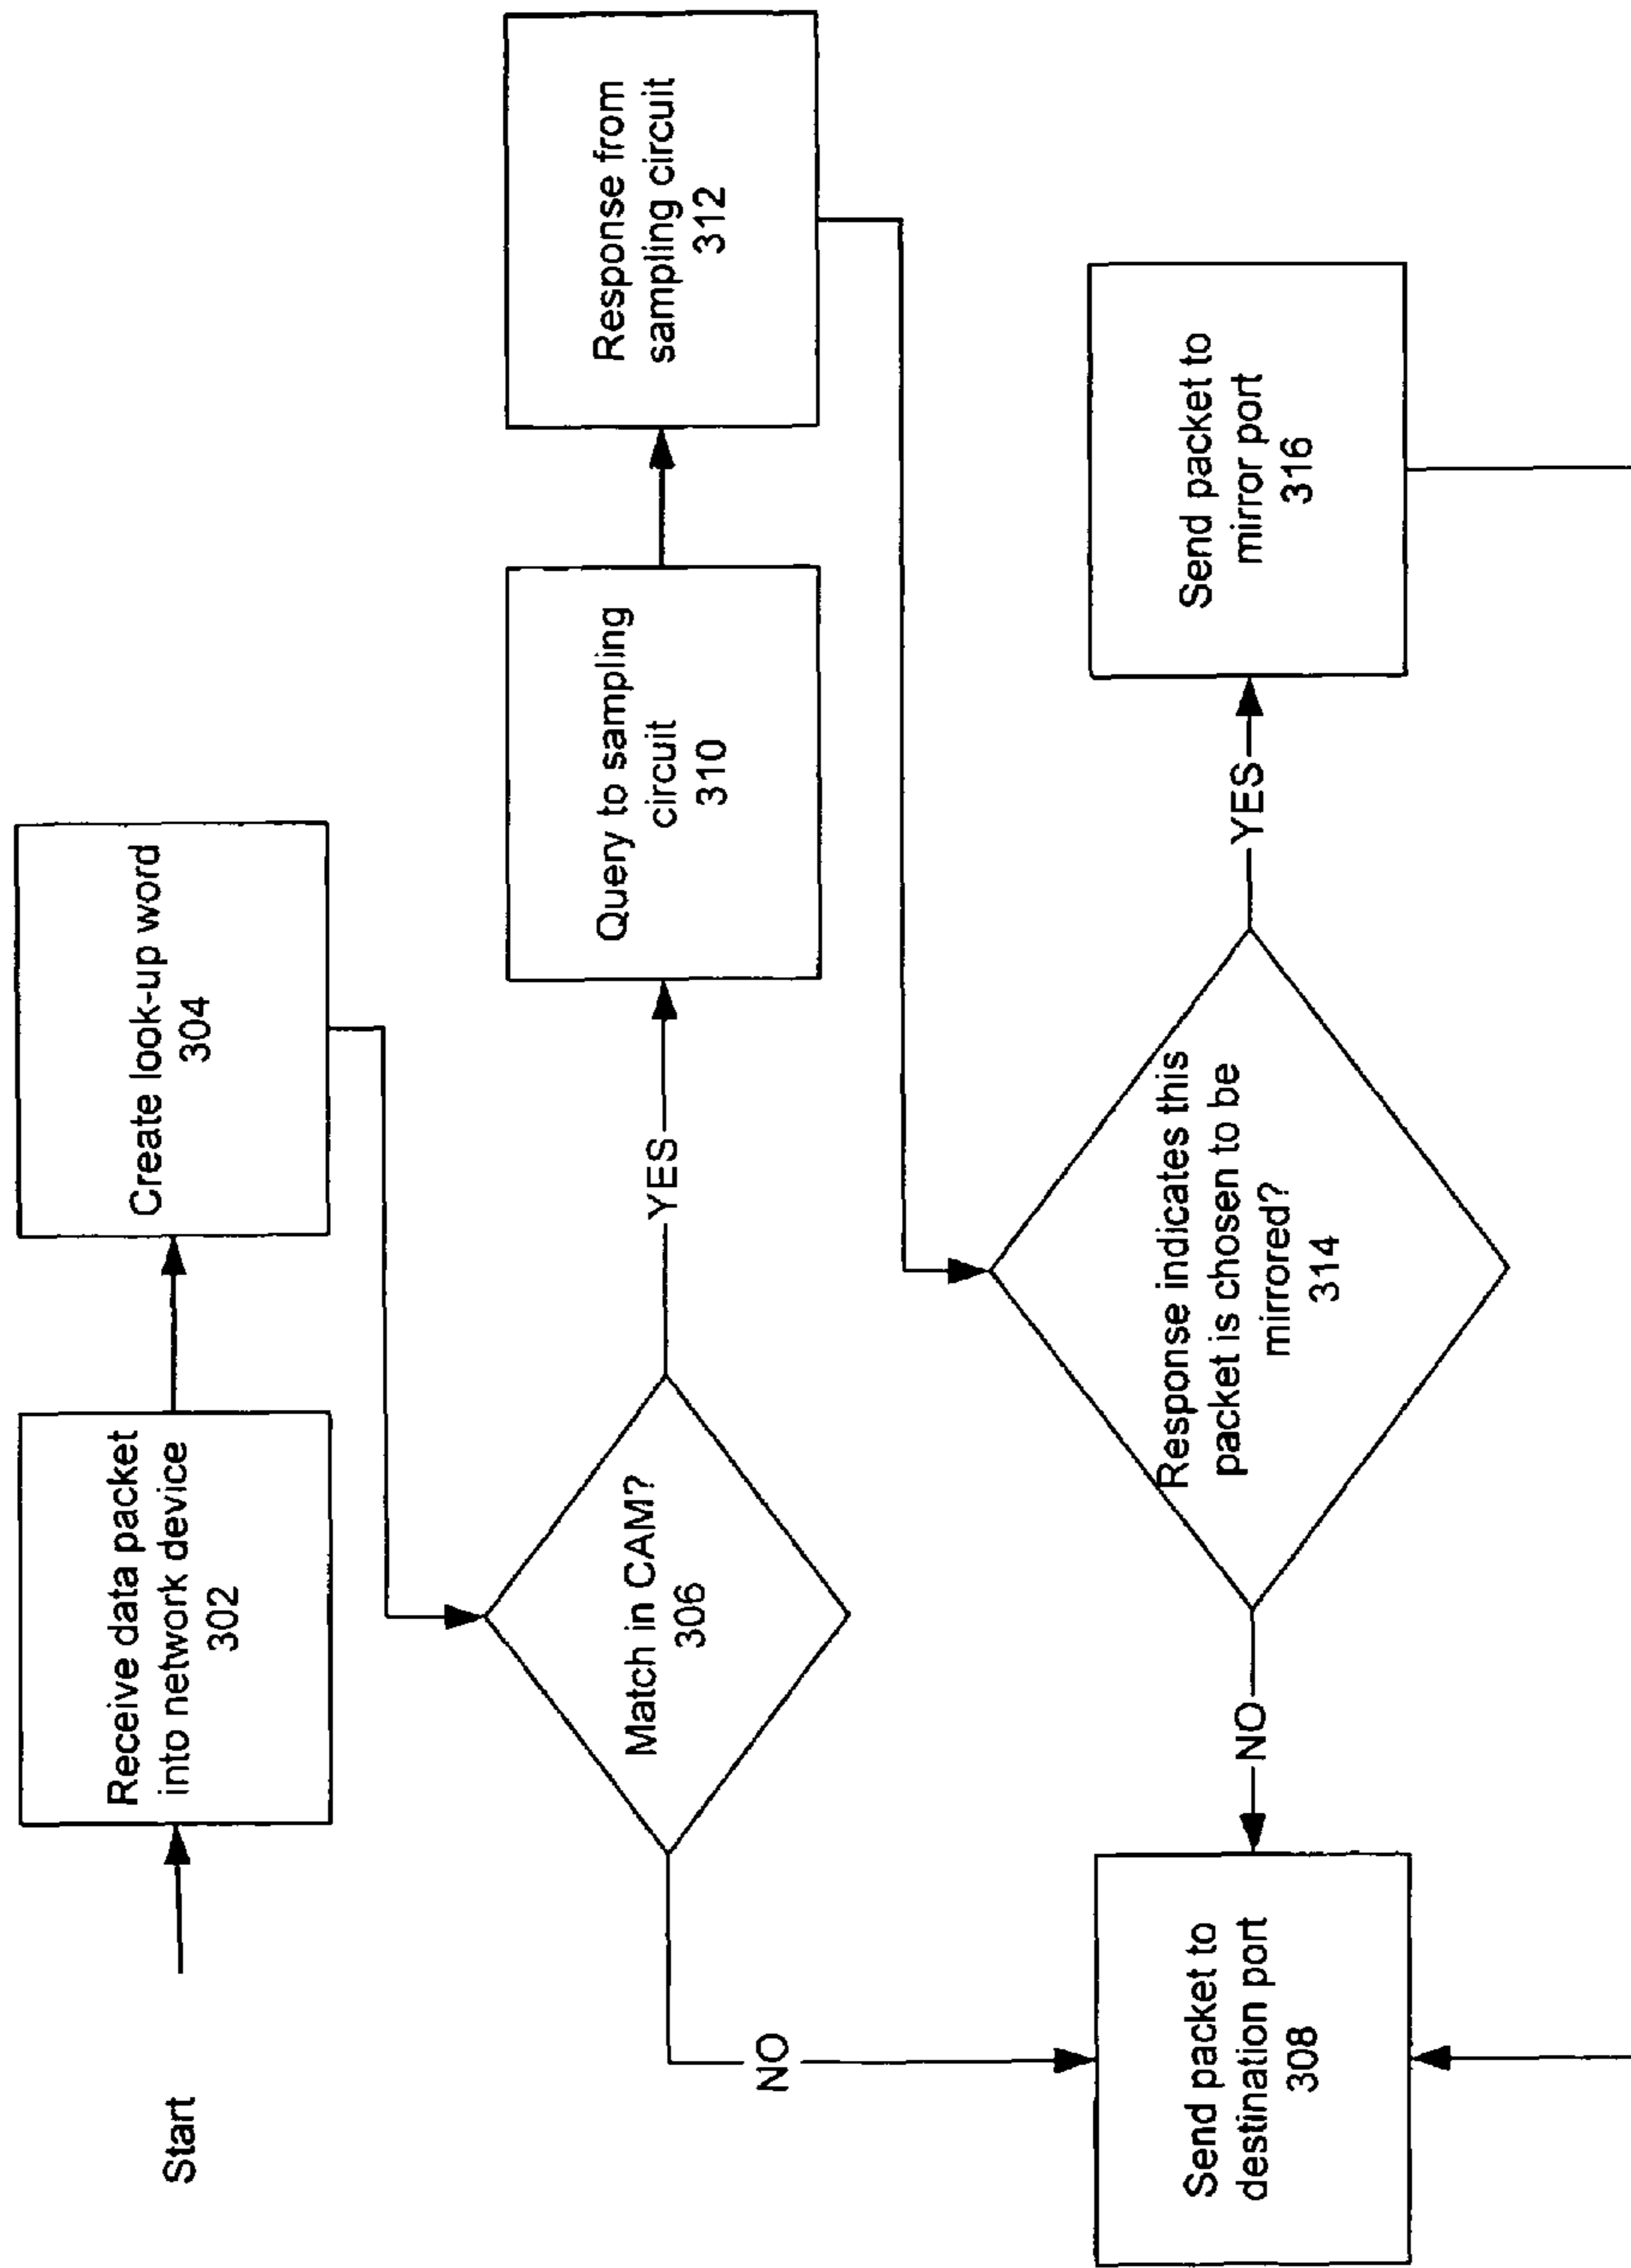 Start
Receive data packet
into network device
302
Create look-up word
304
Match in CAM?
306
NO
YES
Query to sampling
circuit
310
Response from
sampling circuit
312
Send packet to
destination port
308
NO
Response indicates this
packet is chosen to be
mirrored?
314
YES
Send packet to
mirror port
316